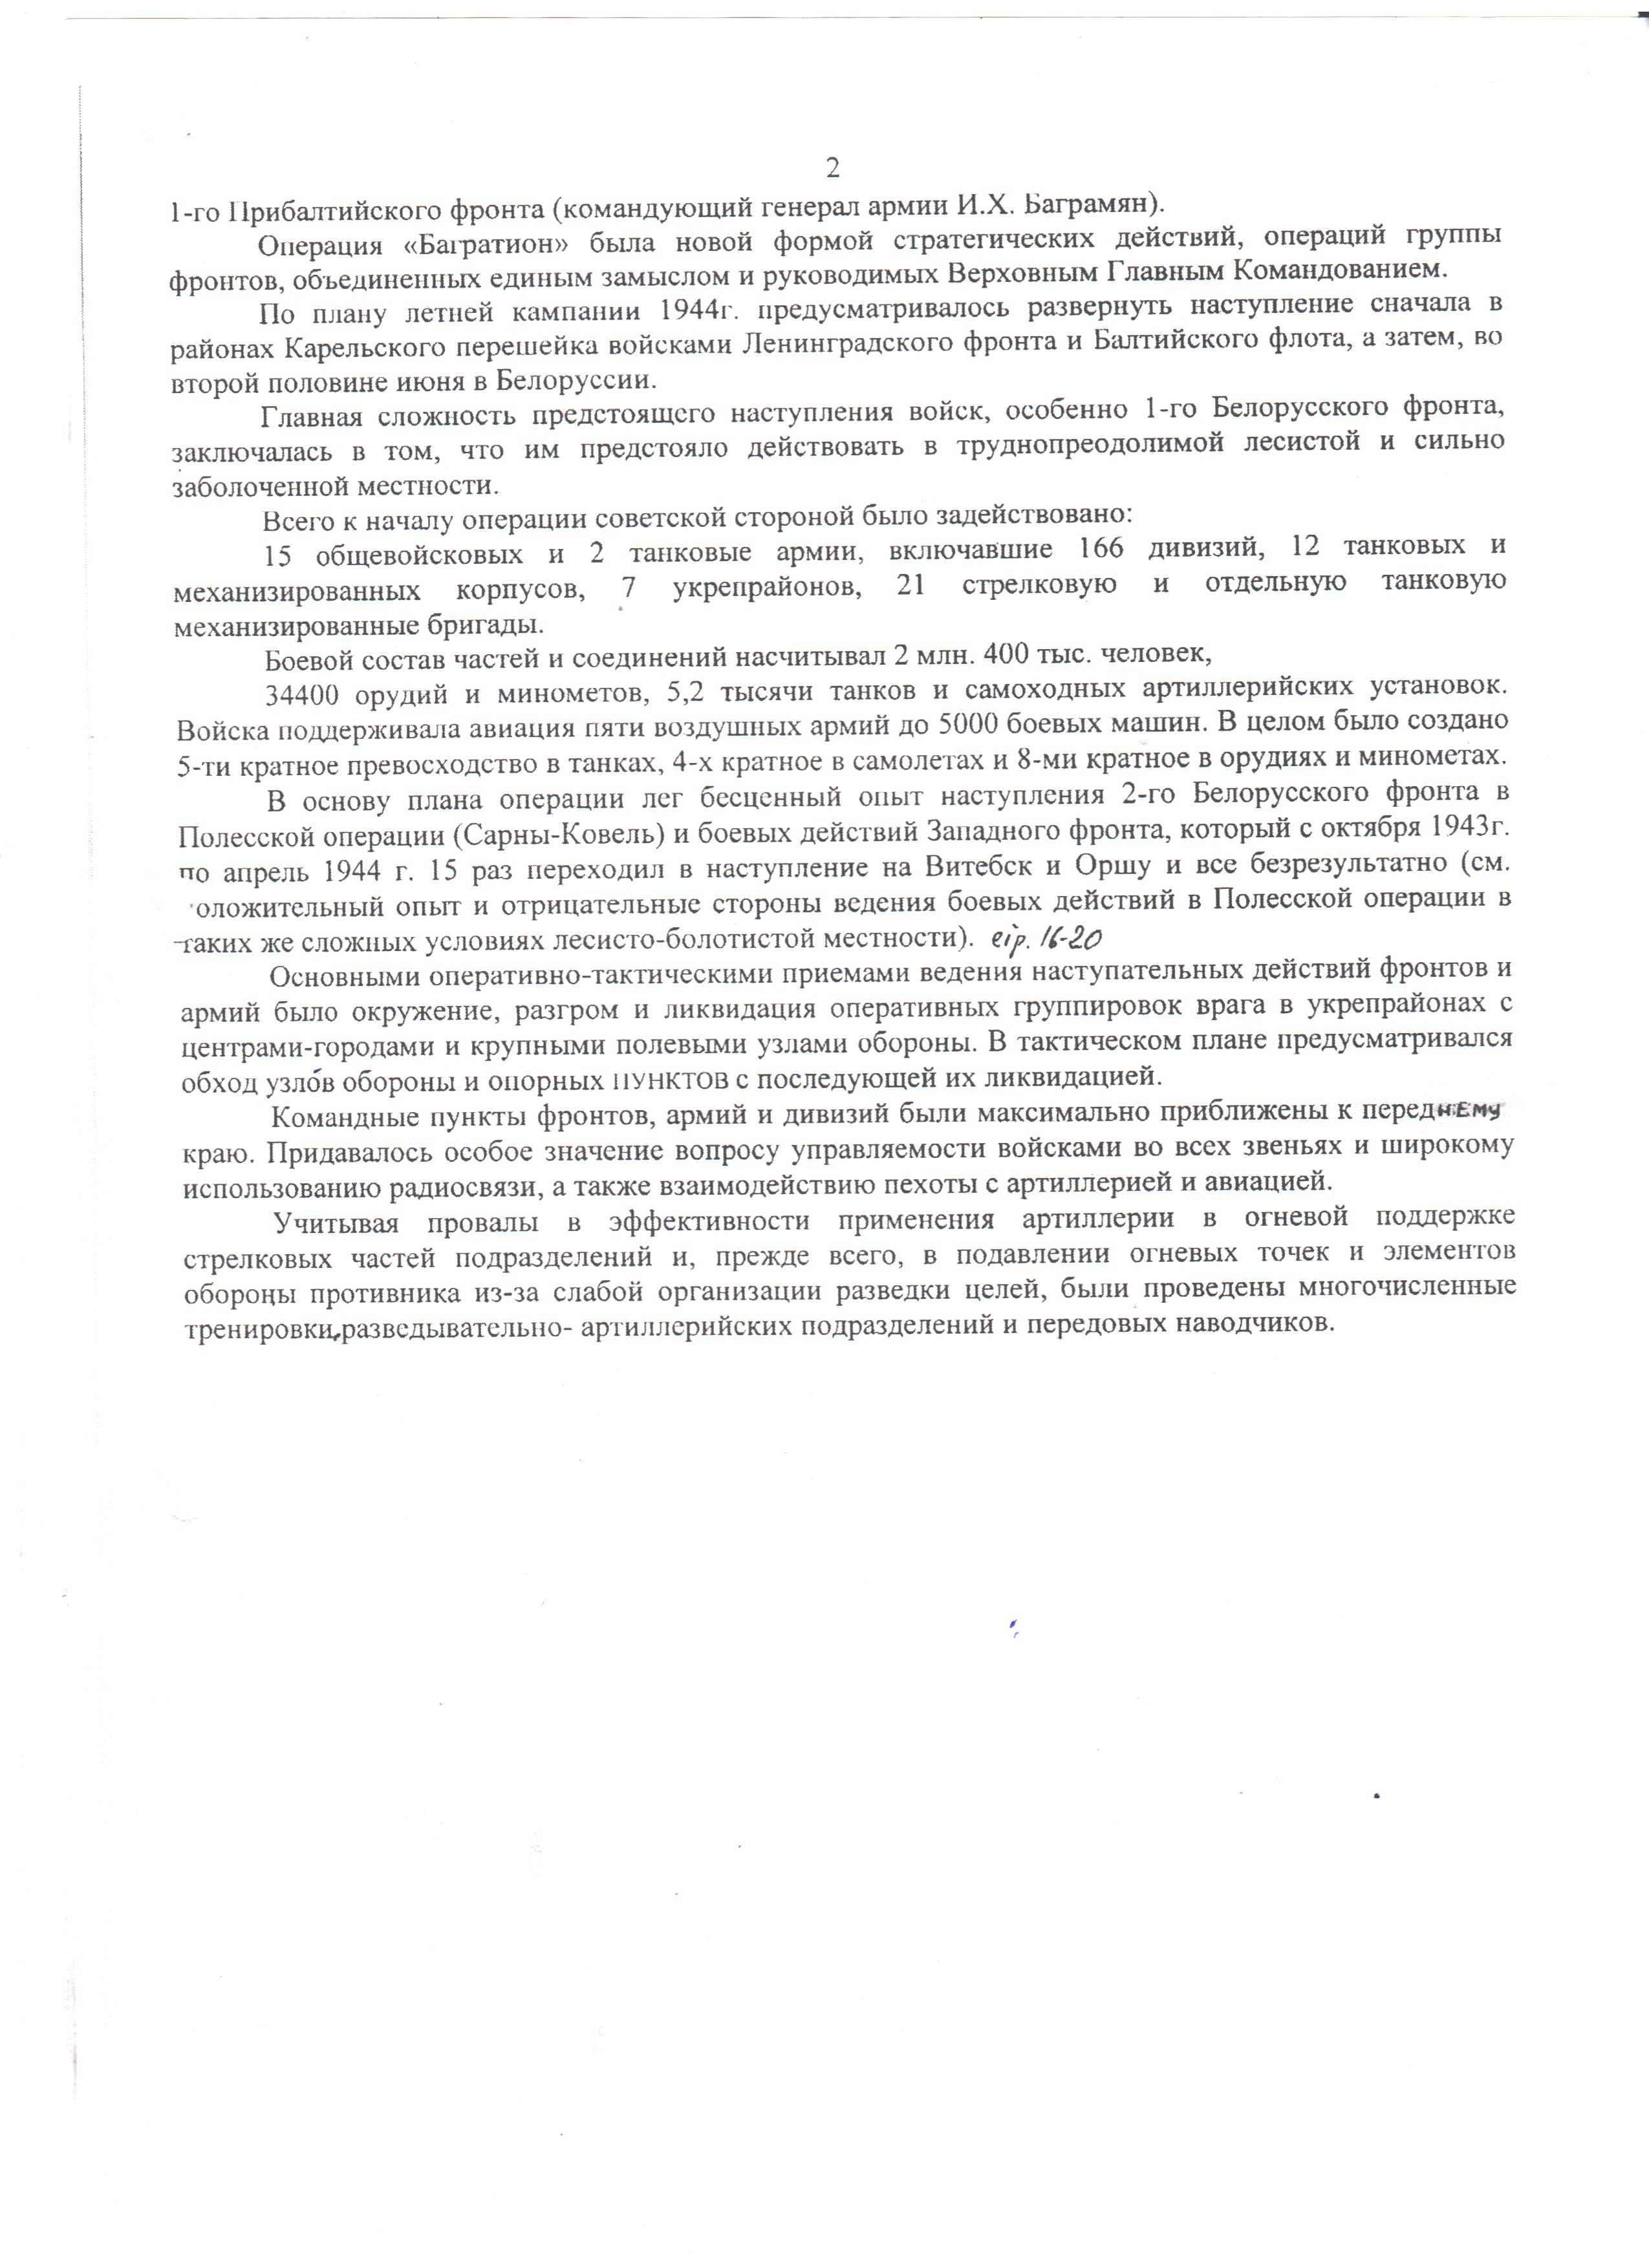 2
1-го Прибалтийского фронта (командующий генерал армии И.Х. Баграмян).
Операция «Багратион» была новой формой стратегических действий, операций группы
фронтов, объединенных единым замыслом и руководимых Верховным Главным Командованием.
По плану летней кампании 1944г. предусматривалось развернуть наступление сначала в
районах Карельского перешейка войсками Ленинградского фронта и Балтийского флота, а затем, во
второй половине июня в Белоруссии.
Главная сложность предстоящего наступления войск, особенно 1-го Белорусского фронта,
заключалась в том, что им предстояло действовать в труднопреодолимой лесистой и сильно
заболоченной местности.
Всего к началу операции советской стороной было задействовано:
15 общевойсковых и 2 танковые армии, включавшие 166 дивизий, 12 танковых и
механизированных корпусов, 7 укрепрайонов, 21 стрелковую и отдельную танковую
механизированные бригады.
Боевой состав частей и соединений насчитывал 2 млн. 400 тыс. человек,
34400 орудий и минометов, 5,2 тысячи танков и самоходных артиллерийских установок.
Войска поддерживала авиация пяти воздушных армий до 5000 боевых машин. В целом было создано
5-ти кратное превосходство в танках, 4-х кратное в самолетах и 8-ми кратное в орудиях и минометах.
В основу плана операции лег бесценный опыт наступления 2-го Белорусского фронта в
Полесской операции (Сарны-Ковель) и боевых действий Западного фронта, который с октября 1943г.
по апрель 1944 г. 15 раз переходил в наступление на Витебск и Оршу и все безрезультатно (см.
оложительный опыт и отрицательные стороны ведения боевых действий в Полесской операции в
таких же сложных условиях лесисто-болотистой местности). стр. 16-20
Основными оперативно-тактическими приемами ведения наступательных действий фронтов и
армий было окружение, разгром и ликвидация оперативных группировок врага в укрепрайонах с
центрами-городами и крупными полевыми узлами обороны. В тактическом плане предусматривался
обход узлов обороны и опорных ПУНКТОВ с последующей их ликвидацией.
Командные пункты фронтов, армий и дивизий были максимально приближены к переднему
краю. Придавалось особое значение вопросу управляемости войсками во всех звеньях и широкому
использованию радиосвязи, а также взаимодействию пехоты с артиллерией и авиацией.
Учитывая провалы в эффективности применения артиллерии в огневой поддержке
стрелковых частей подразделений и, прежде всего, в подавлении огневых точек и элементов
обороны противника из-за слабой организации разведки целей, были проведены многочисленные
тренировки,разведывательно- артиллерийских подразделений и передовых наводчиков.